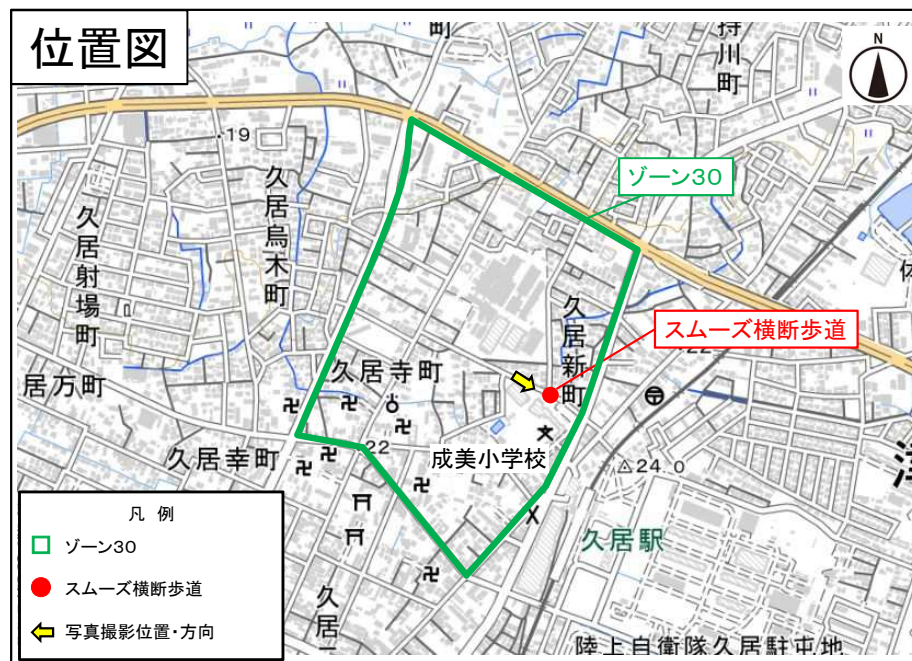 位置図
町
持川町
N
・19
ゾーン30
久居烏木町
久居射場町
久居新町
スムーズ横断歩道
22
居万町
久居寺町
22
久居幸町
成美小学校
24.0
久居駅
久居
陸上自衛隊久居駐屯地
凡 例
ゾーン30
スムーズ横断歩道
写真撮影位置・方向